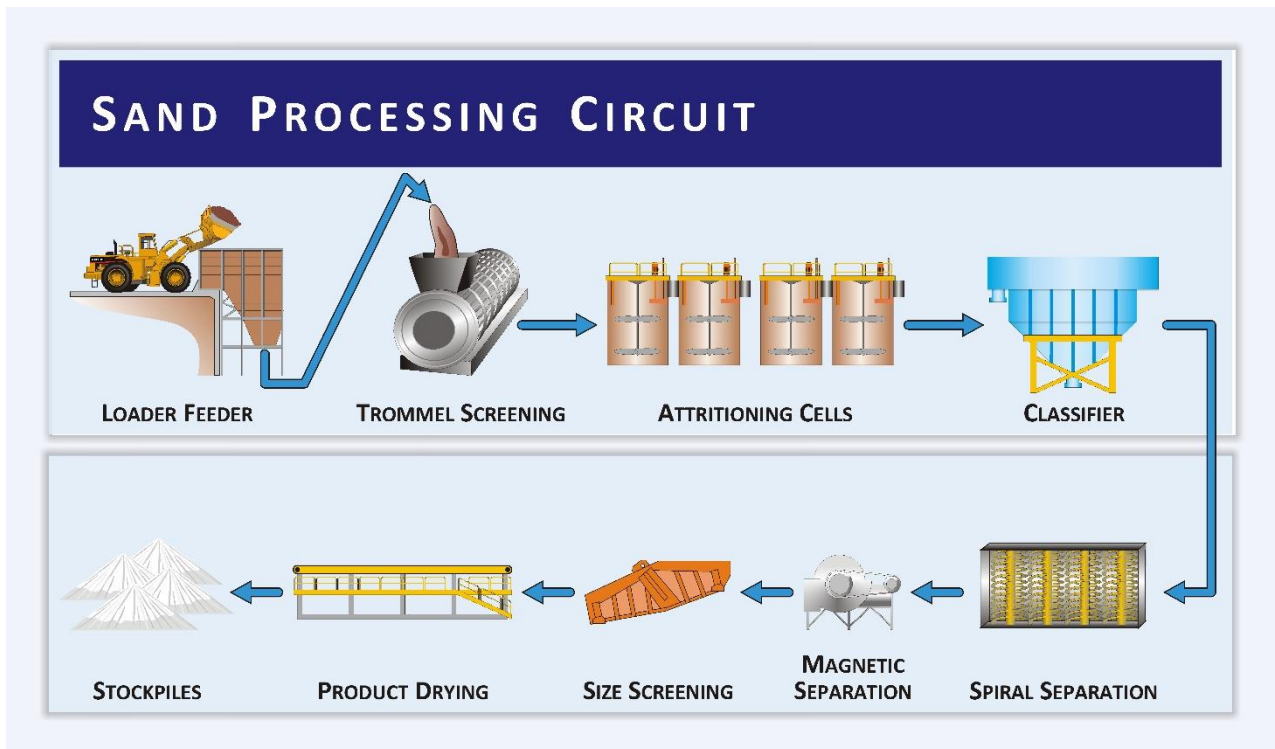 SAND PROCESSING CIRCUIT
LOADER FEEDER
TROMMEL SCREENING
ATTRITIONING CELLS
CLASSIFIER
STOCKPILES
PRODUCT DRYING
SIZE SCREENING
MAGNETIC
SEPARATION
SPIRAL SEPARATION